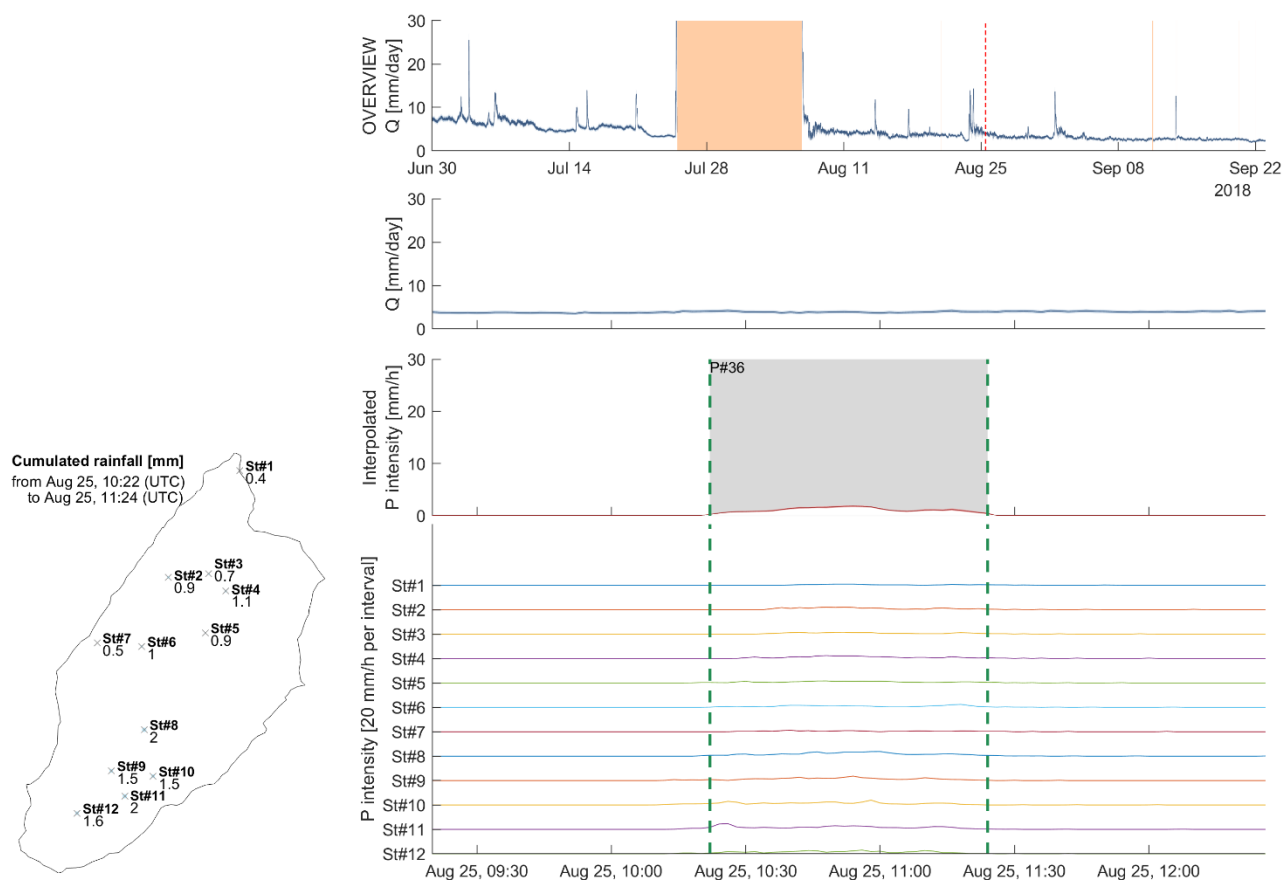 OVERVIEW
Q [mm/day]
30
20
10
0
Jun 30
Jul 14
Jul 28
Aug 11
Aug 25
Sep 08
Sep 22
2018
Q [mm/day]
30
20
10
0
Interpolated
P intensity [mm/h]
30
20
10
0
P#36
Cumulated rainfall [mm]
from Aug 25, 10:22 (UTC)
to Aug 25, 11:24 (UTC)
St#1
0.4
St#2
0.9
St#3
0.7
St#4
1.1
St#5
0.9
St#6
1
St#7
0.5
St#8
2
St#9
1.5
St#10
1.5
St#11
2
St#12
1.6
P intensity [20 mm/h per interval]
St#1
St#2
St#3
St#4
St#5
St#6
St#7
St#8
St#9
St#10
St#11
St#12
Aug 25, 09:30
Aug 25, 10:00
Aug 25, 10:30
Aug 25, 11:00
Aug 25, 11:30
Aug 25, 12:00